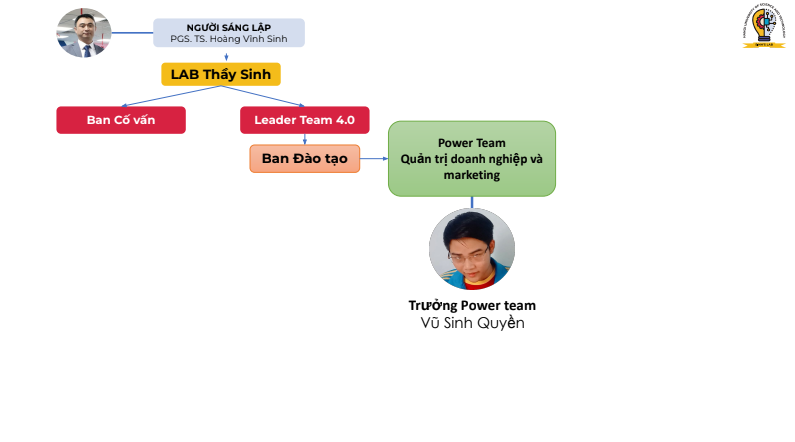 NGƯỜI SÁNG LẬP
PGS. TS. Hoàng Vĩnh Sinh
LAB Thầy Sinh
Ban Cố vấn
Leader Team 4.0
Ban Đào tạo
Power Team
Quản trị doanh nghiệp và
marketing
Trưởng Power team
Vũ Sinh Quyền